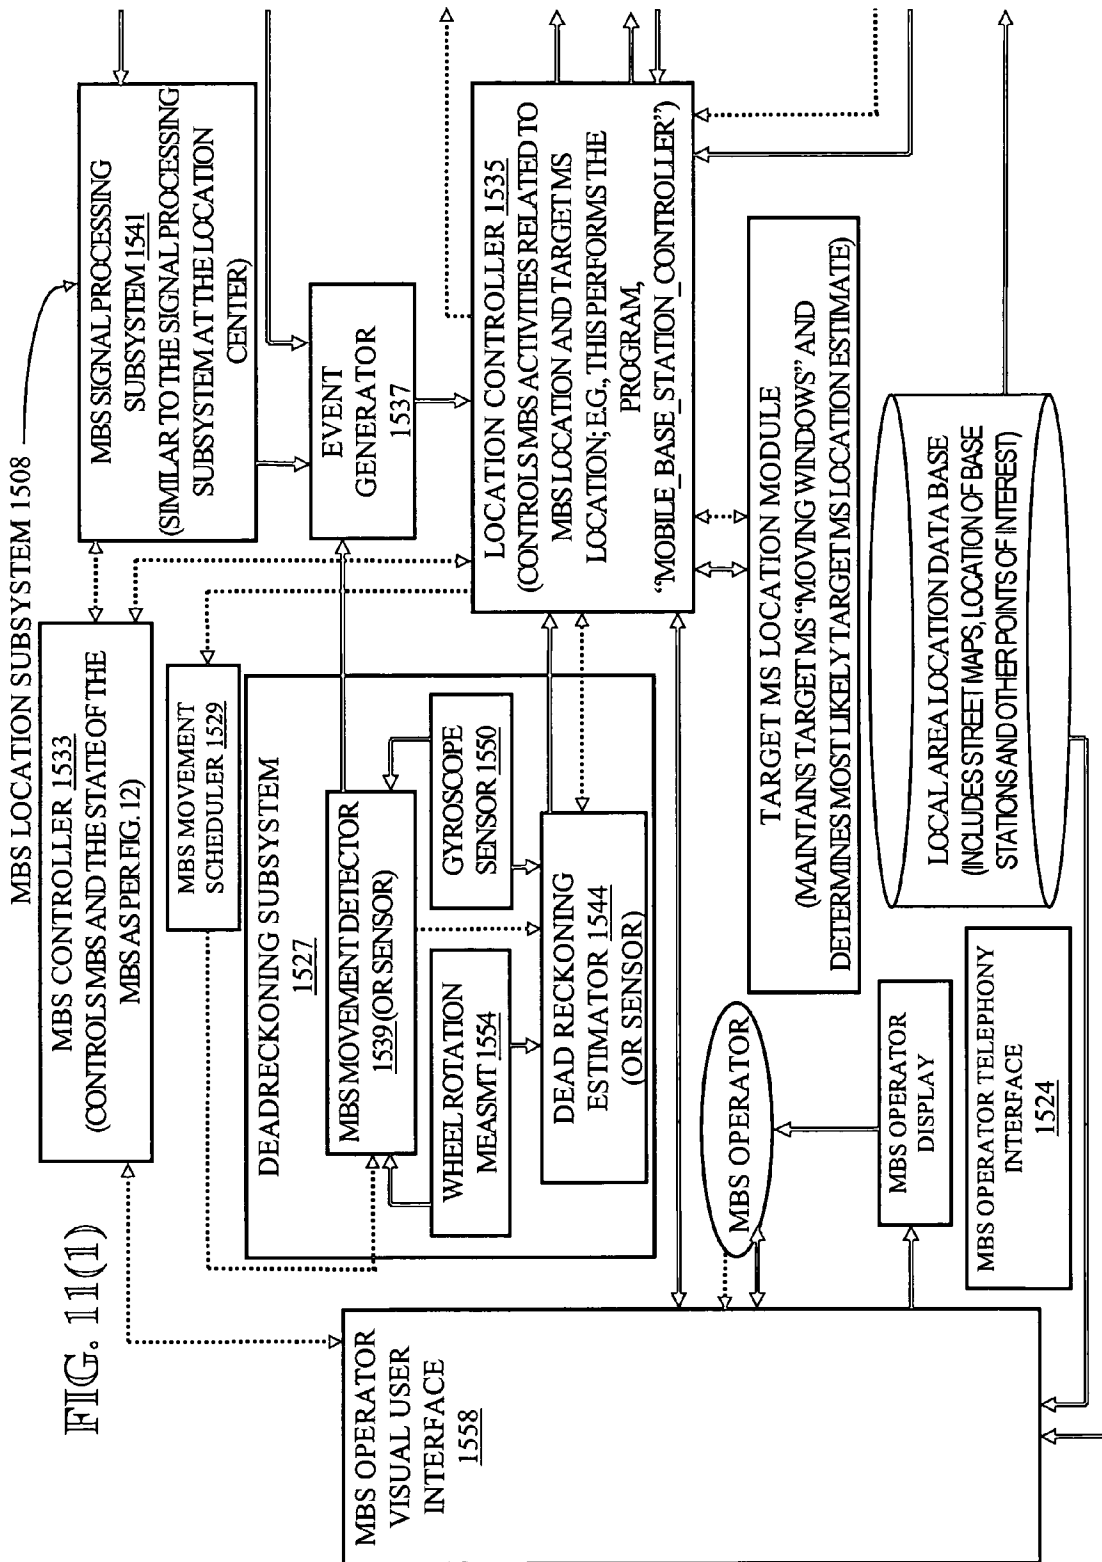 FIG. 11(1)
MBS LOCATION SUBSYSTEM 1508
MBS CONTROLLER 1533
(CONTROLS MBS AND THE STATE OF THE
MBS AS PER FIG. 12)
MBS SIGNAL PROCESSING
SUBSYSTEM 1541
(SIMILAR TO THE SIGNAL PROCESSING
SUBSYSTEM AT THE LOCATION
CENTER)
MBS MOVEMENT
SCHEDULER 1529
DEADRECKONING SUBSYSTEM
1527
MBS MOVEMENT DETECTOR
1539 (OR SENSOR)
WHEEL ROTATION
MEASMT 1554
GYROSCOPE
SENSOR 1550
DEAD RECKONING
ESTIMATOR 1544
(OR SENSOR)
EVENT
GENERATOR
1537
LOCATION CONTROLLER 1535
(CONTROLS MBS ACTIVITIES RELATED TO
MBS LOCATION AND TARGET MS
LOCATION; E.G., THIS PERFORMS THE
PROGRAM,
“MOBILE_BASE_STATION_CONTROLLER”)
MBS OPERATOR
VISUAL USER
INTERFACE
1558
MBS OPERATOR
MBS OPERATOR
DISPLAY
MBS OPERATOR TELEPHONY
INTERFACE
1524
TARGET MS LOCATION MODULE
(MAINTAINS TARGET MS “MOVING WINDOWS” AND
DETERMINES MOST LIKELY TARGET MS LOCATION ESTIMATE)
LOCAL AREA LOCATION DATA BASE
(INCLUDES STREET MAPS, LOCATION OF BASE
STATIONS AND OTHER POINTS OF INTEREST)